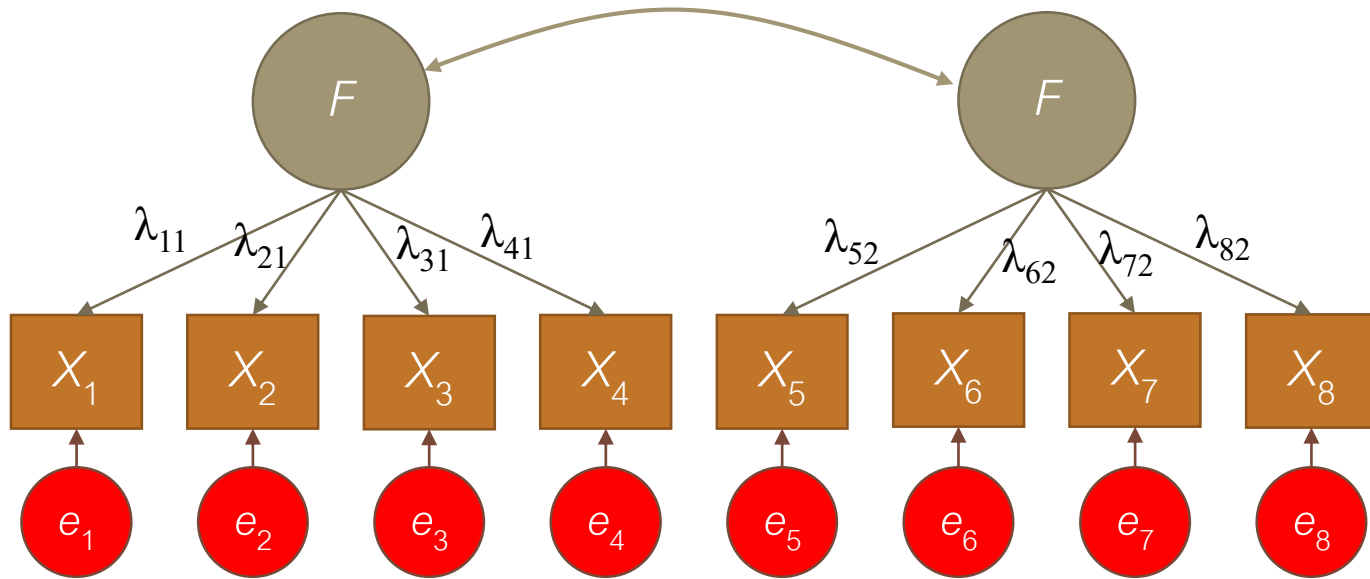 F F
λ₁₁ λ₂₁ λ₃₁ λ₄₁ λ₅₂ λ₆₂ λ₇₂ λ₈₂
X₁ X₂ X₃ X₄ X₅ X₆ X₇ X₈
e₁ e₂ e₃ e₄ e₅ e₆ e₇ e₈